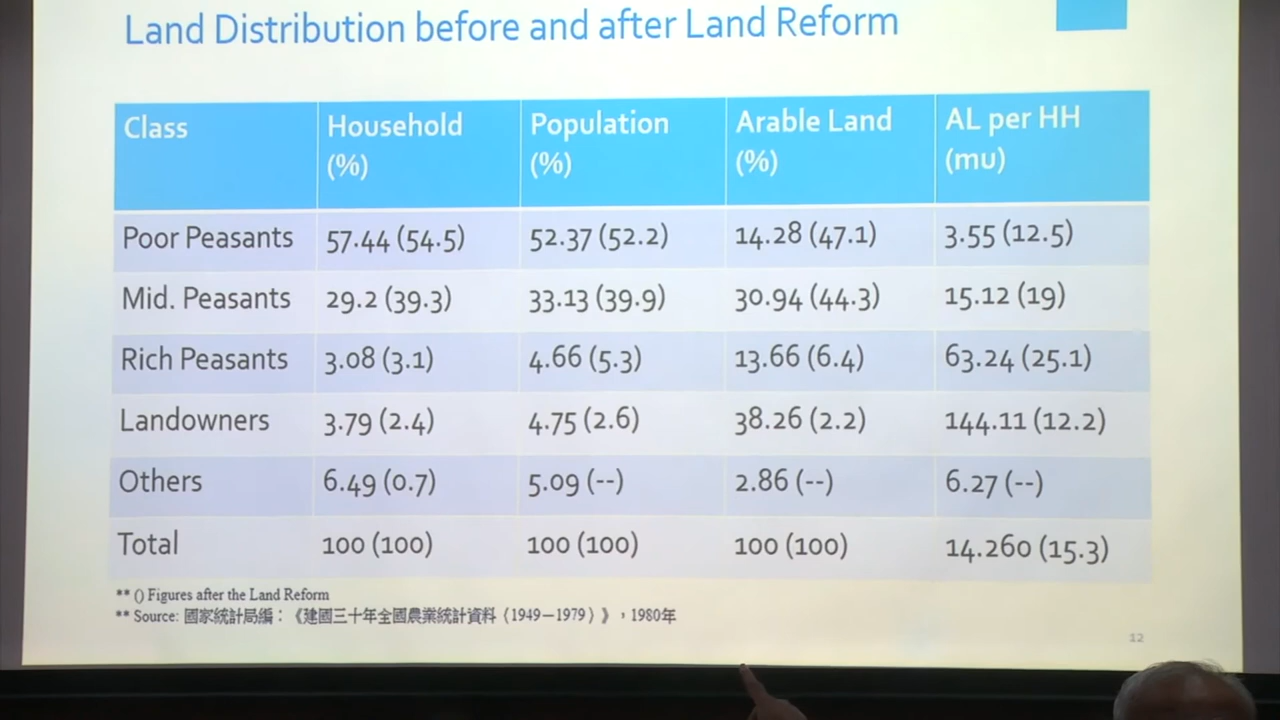 Land Distribution before and after Land Reform
Class Household (%) Population (%) Arable Land (%) AL per HH (mu)
Poor Peasants 57.44 (54.5) 52.37 (52.2) 14.28 (47.1) 3.55 (12.5)
Mid. Peasants 29.2 (39.3) 33.13 (39.9) 30.94 (44.3) 15.12 (19)
Rich Peasants 3.08 (3.1) 4.66 (5.3) 13.66 (6.4) 63.24 (25.1)
Landowners 3.79 (2.4) 4.75 (2.6) 38.26 (2.2) 144.11 (12.2)
Others 6.49 (0.7) 5.09 (--) 2.86 (--) 6.27 (--)
Total 100 (100) 100 (100) 100 (100) 14.260 (15.3)
** () Figures after the Land Reform
** Source: 國家統計局編：《建國三十年全國農業統計資料（1949－1979）》，1980年
12